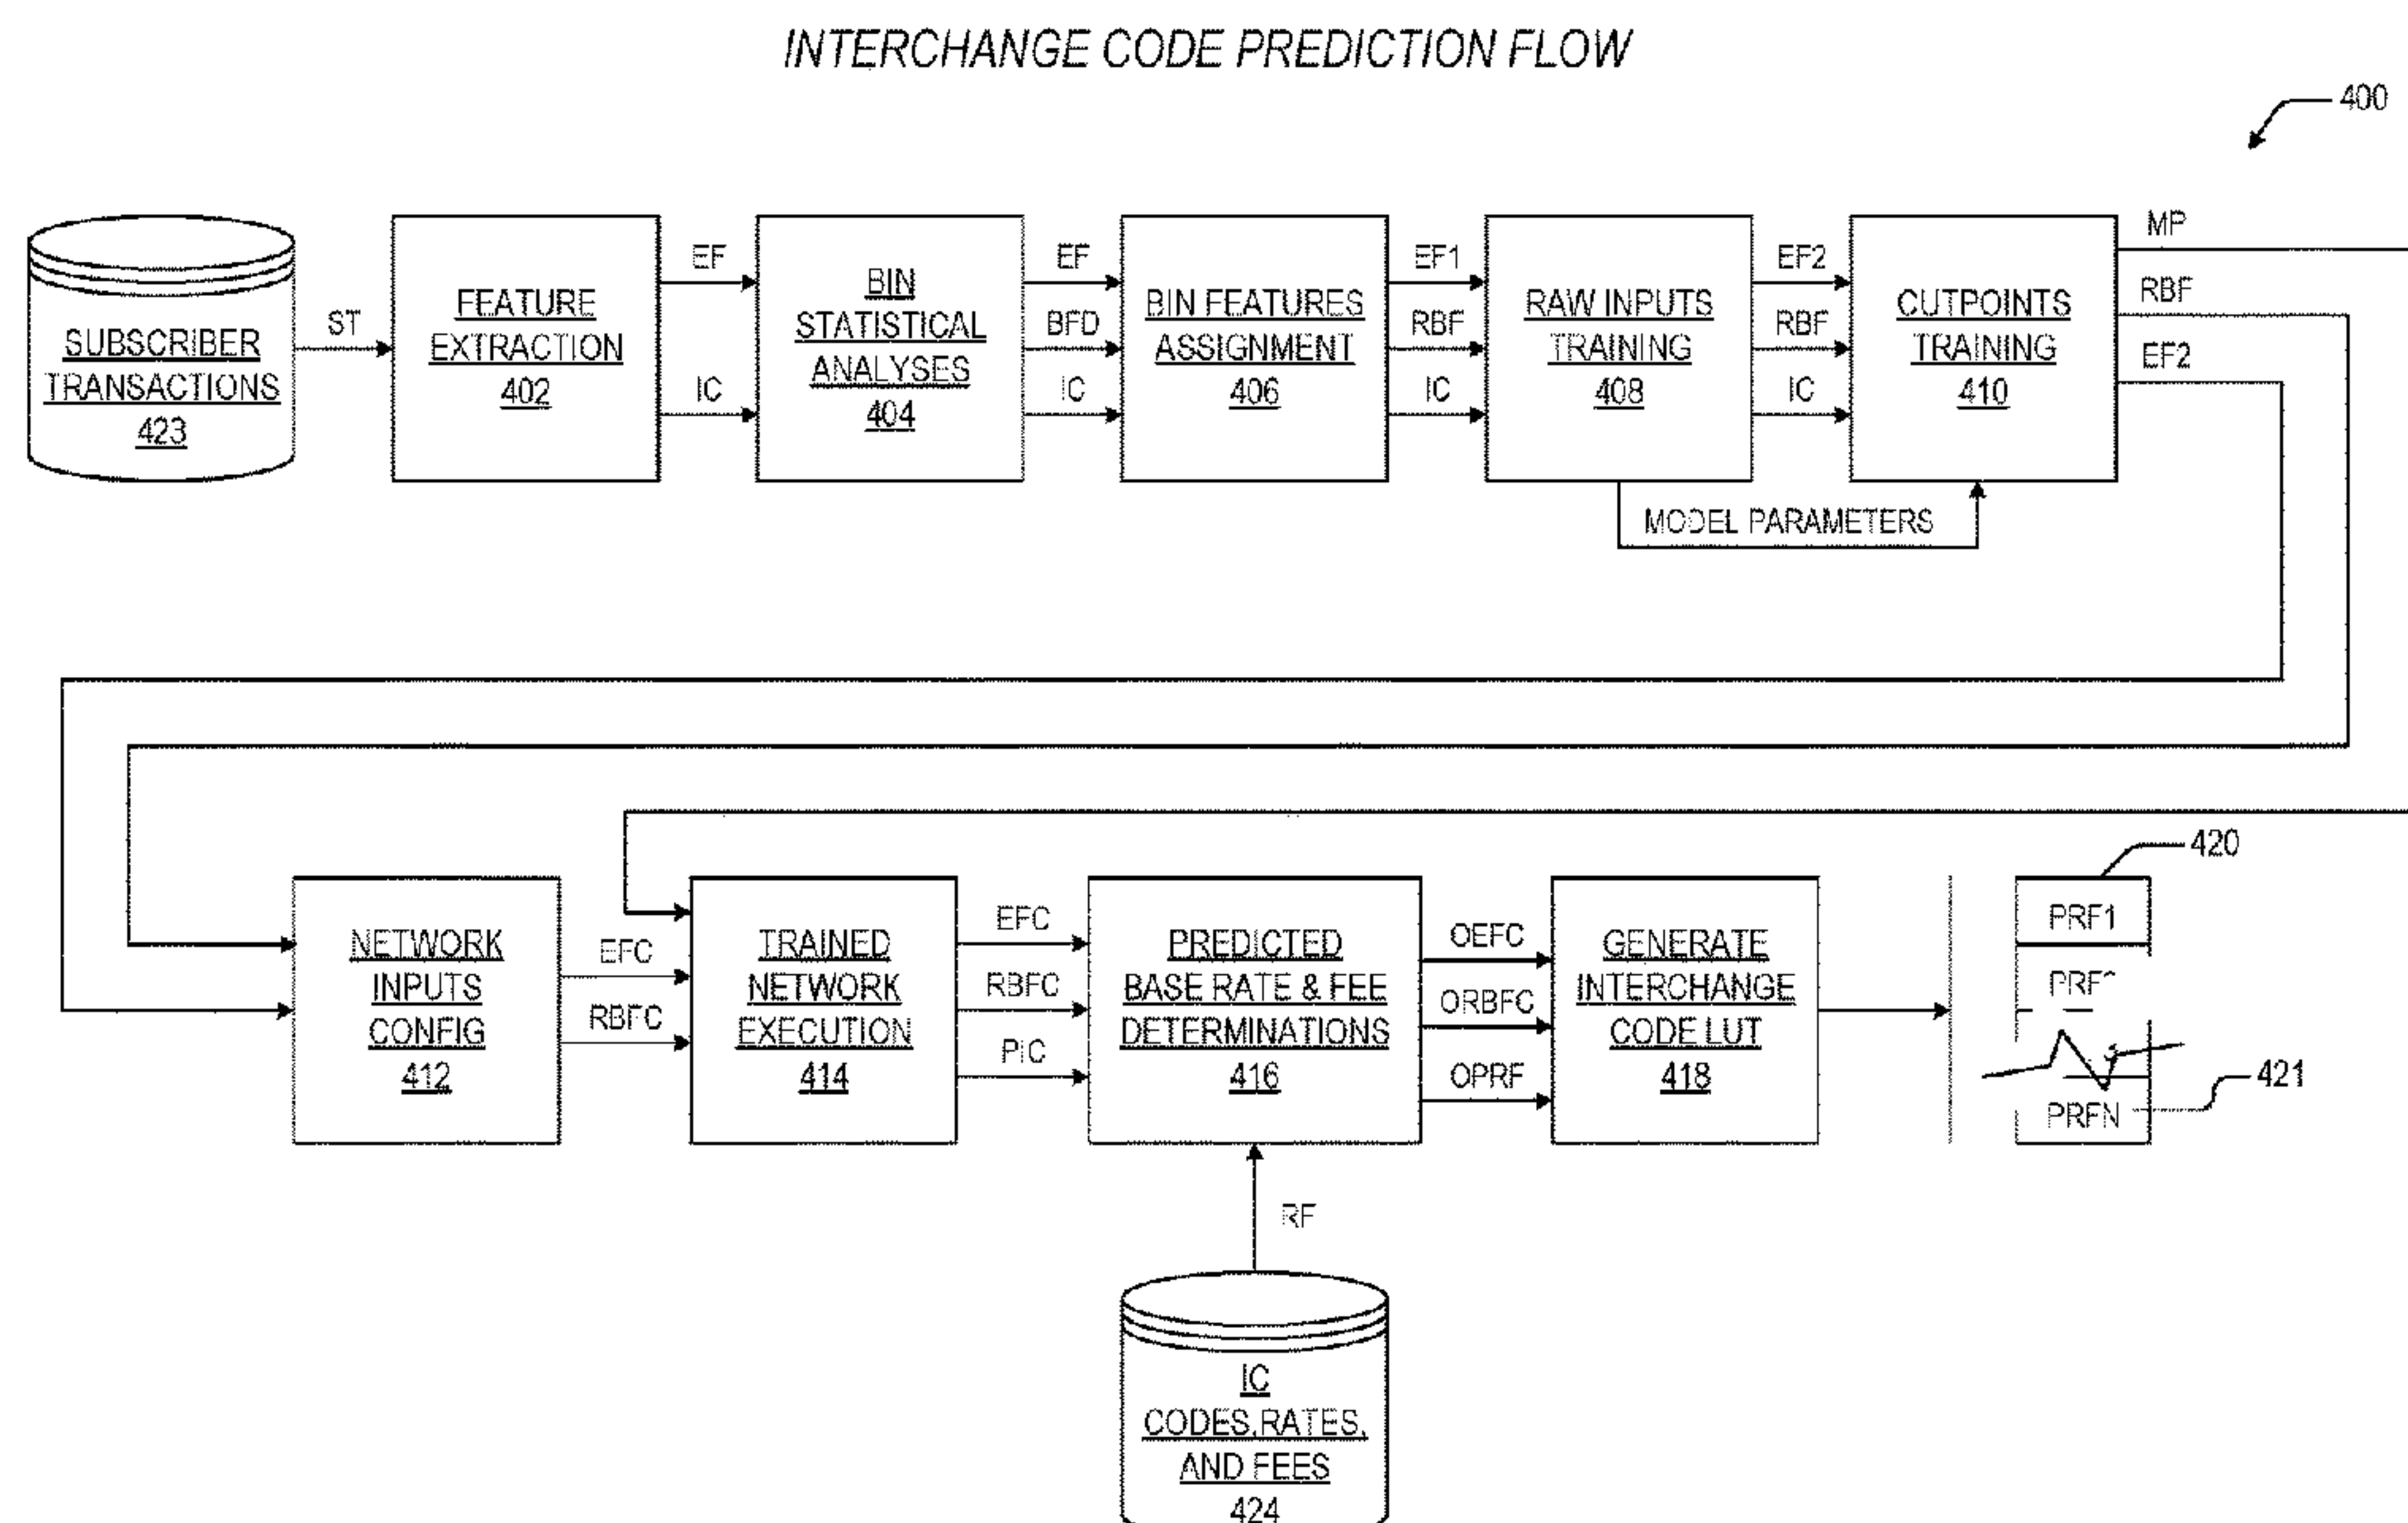 INTERCHANGE CODE PREDICTION FLOW
400
SUBSCRIBER
TRANSACTIONS
423
ST
FEATURE
EXTRACTION
402
EF
IC
BIN
STATISTICAL
ANALYSES
404
EF
BFD
IC
BIN FEATURES
ASSIGNMENT
406
EF1
RBF
IC
RAW INPUTS
TRAINING
408
EF2
RBF
IC
MODEL PARAMETERS
CUTPOINTS
TRAINING
410
MP
RBF
EF2
NETWORK
INPUTS
CONFIG
412
EFC
RBFC
TRAINED
NETWORK
EXECUTION
414
EFC
RBFC
PIC
PREDICTED
BASE RATE & FEE
DETERMINATIONS
416
OEFC
ORBFC
OPRF
GENERATE
INTERCHANGE
CODE LUT
418
420
PRF1
PRFN
421
RF
IC
CODES,RATES,
AND FEES
424